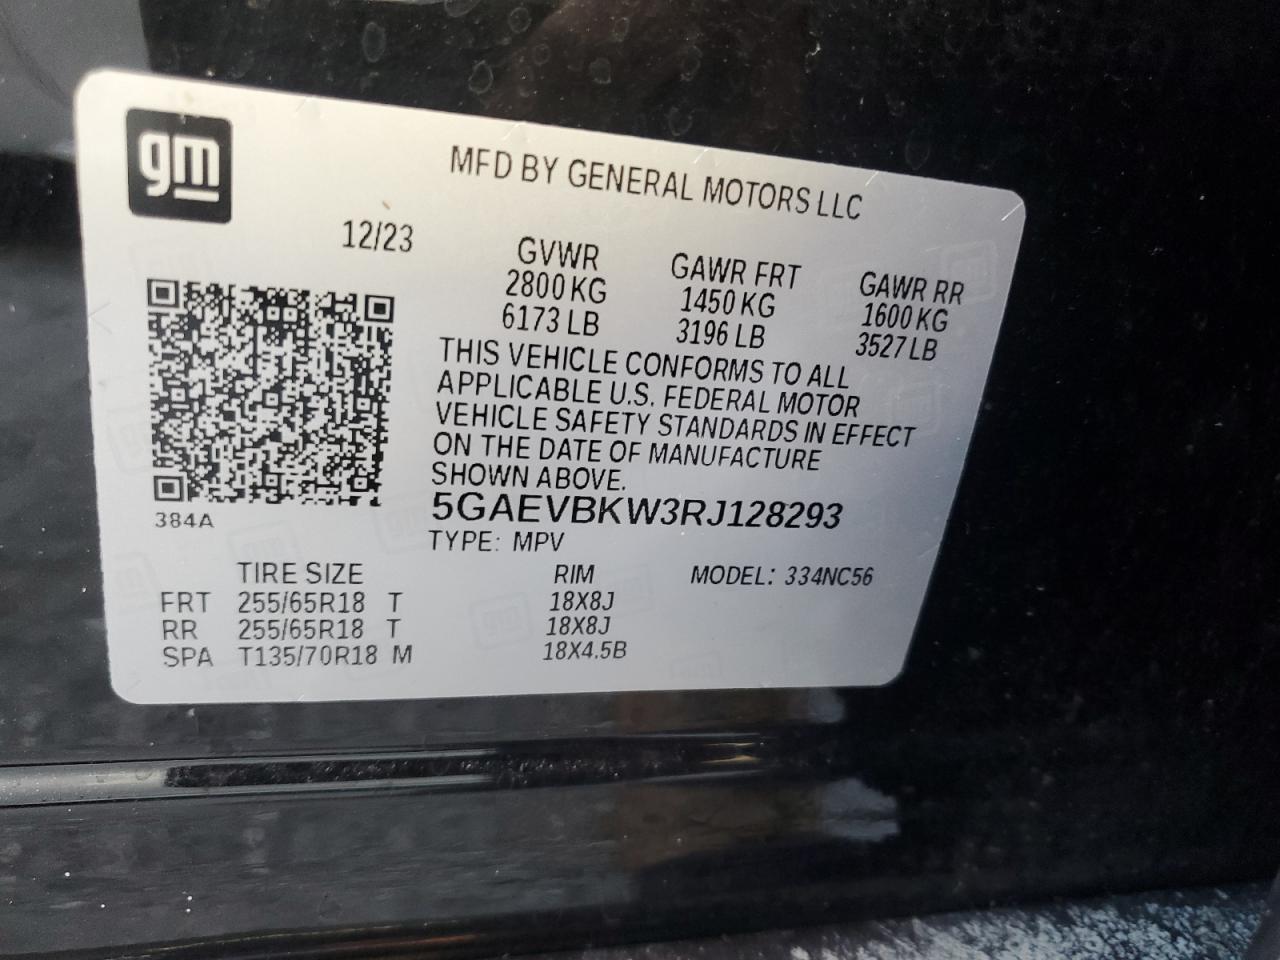 gm
MFD BY GENERAL MOTORS LLC
12/23
GVWR
2800 KG
6173 LB
GAWR FRT
1450 KG
3196 LB
GAWR RR
1600 KG
3527 LB
THIS VEHICLE CONFORMS TO ALL
APPLICABLE U.S. FEDERAL MOTOR
VEHICLE SAFETY STANDARDS IN EFFECT
ON THE DATE OF MANUFACTURE
SHOWN ABOVE.
5GAEVBKW3RJ128293
384A
TYPE: MPV
TIRE SIZE RIM MODEL: 334NC56
FRT 255/65R18 T 18X8J
RR 255/65R18 T 18X8J
SPA T135/70R18 M 18X4.5B